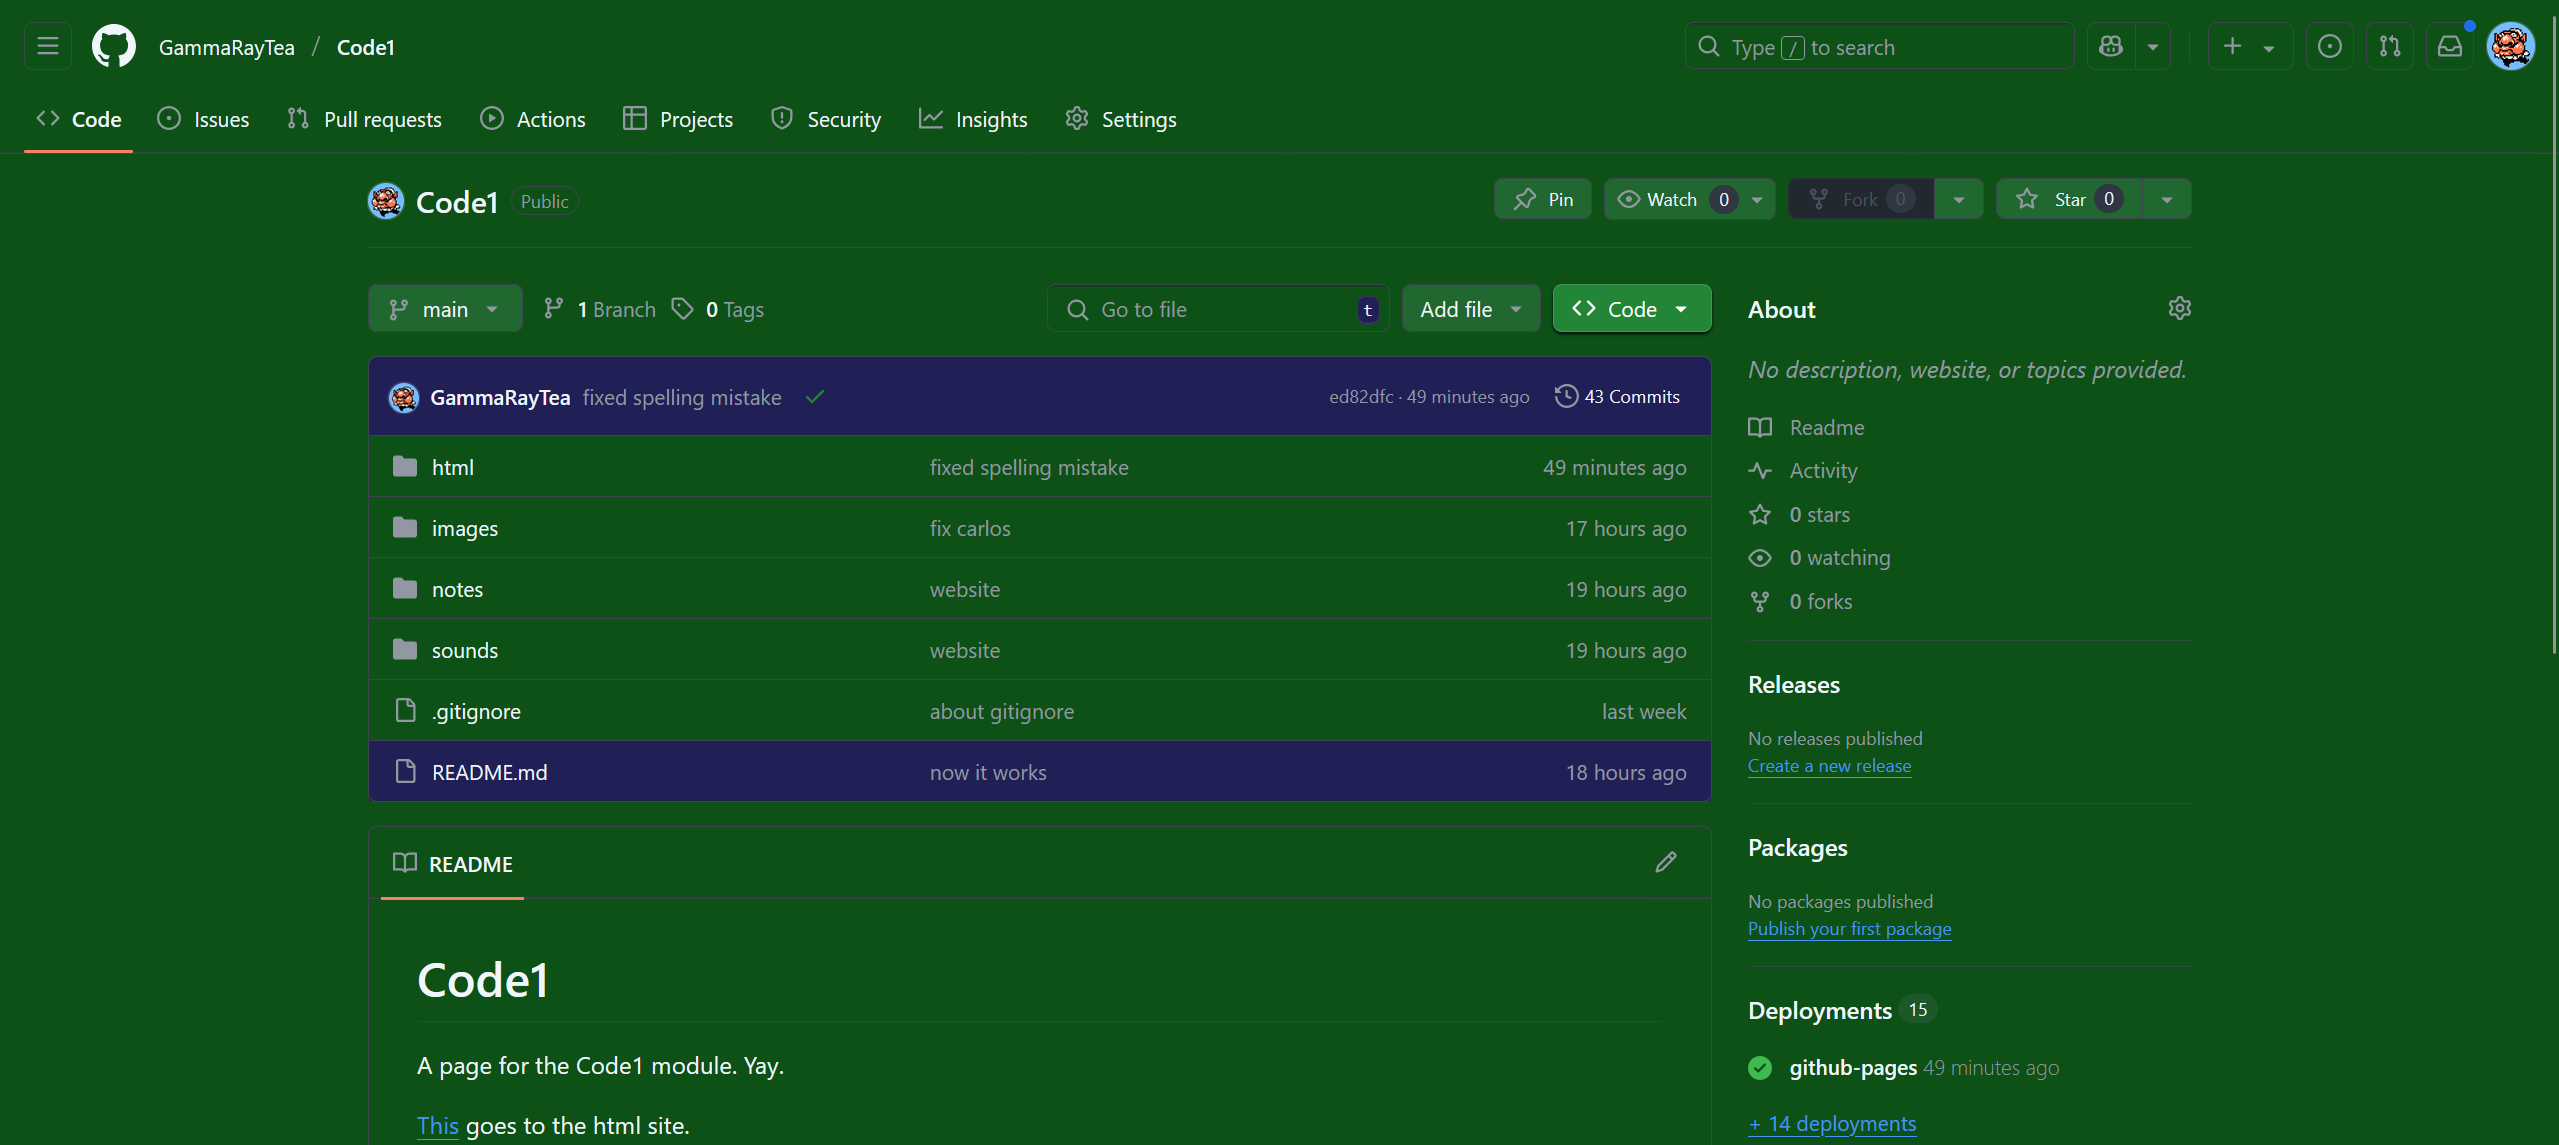 GammaRayTea / Code1
Type / to search
Code
Issues
Pull requests
Actions
Projects
Security
Insights
Settings
Code1 Public
Pin
Watch 0
Fork 0
Star 0
main
1 Branch
0 Tags
Go to file t
Add file
Code
GammaRayTea fixed spelling mistake
ed82dfc · 49 minutes ago
43 Commits
html fixed spelling mistake 49 minutes ago
images fix carlos 17 hours ago
notes website 19 hours ago
sounds website 19 hours ago
.gitignore about gitignore last week
README.md now it works 18 hours ago
README
Code1
A page for the Code1 module. Yay.
This goes to the html site.
About
No description, website, or topics provided.
Readme
Activity
0 stars
0 watching
0 forks
Releases
No releases published
Create a new release
Packages
No packages published
Publish your first package
Deployments 15
github-pages 49 minutes ago
+ 14 deployments